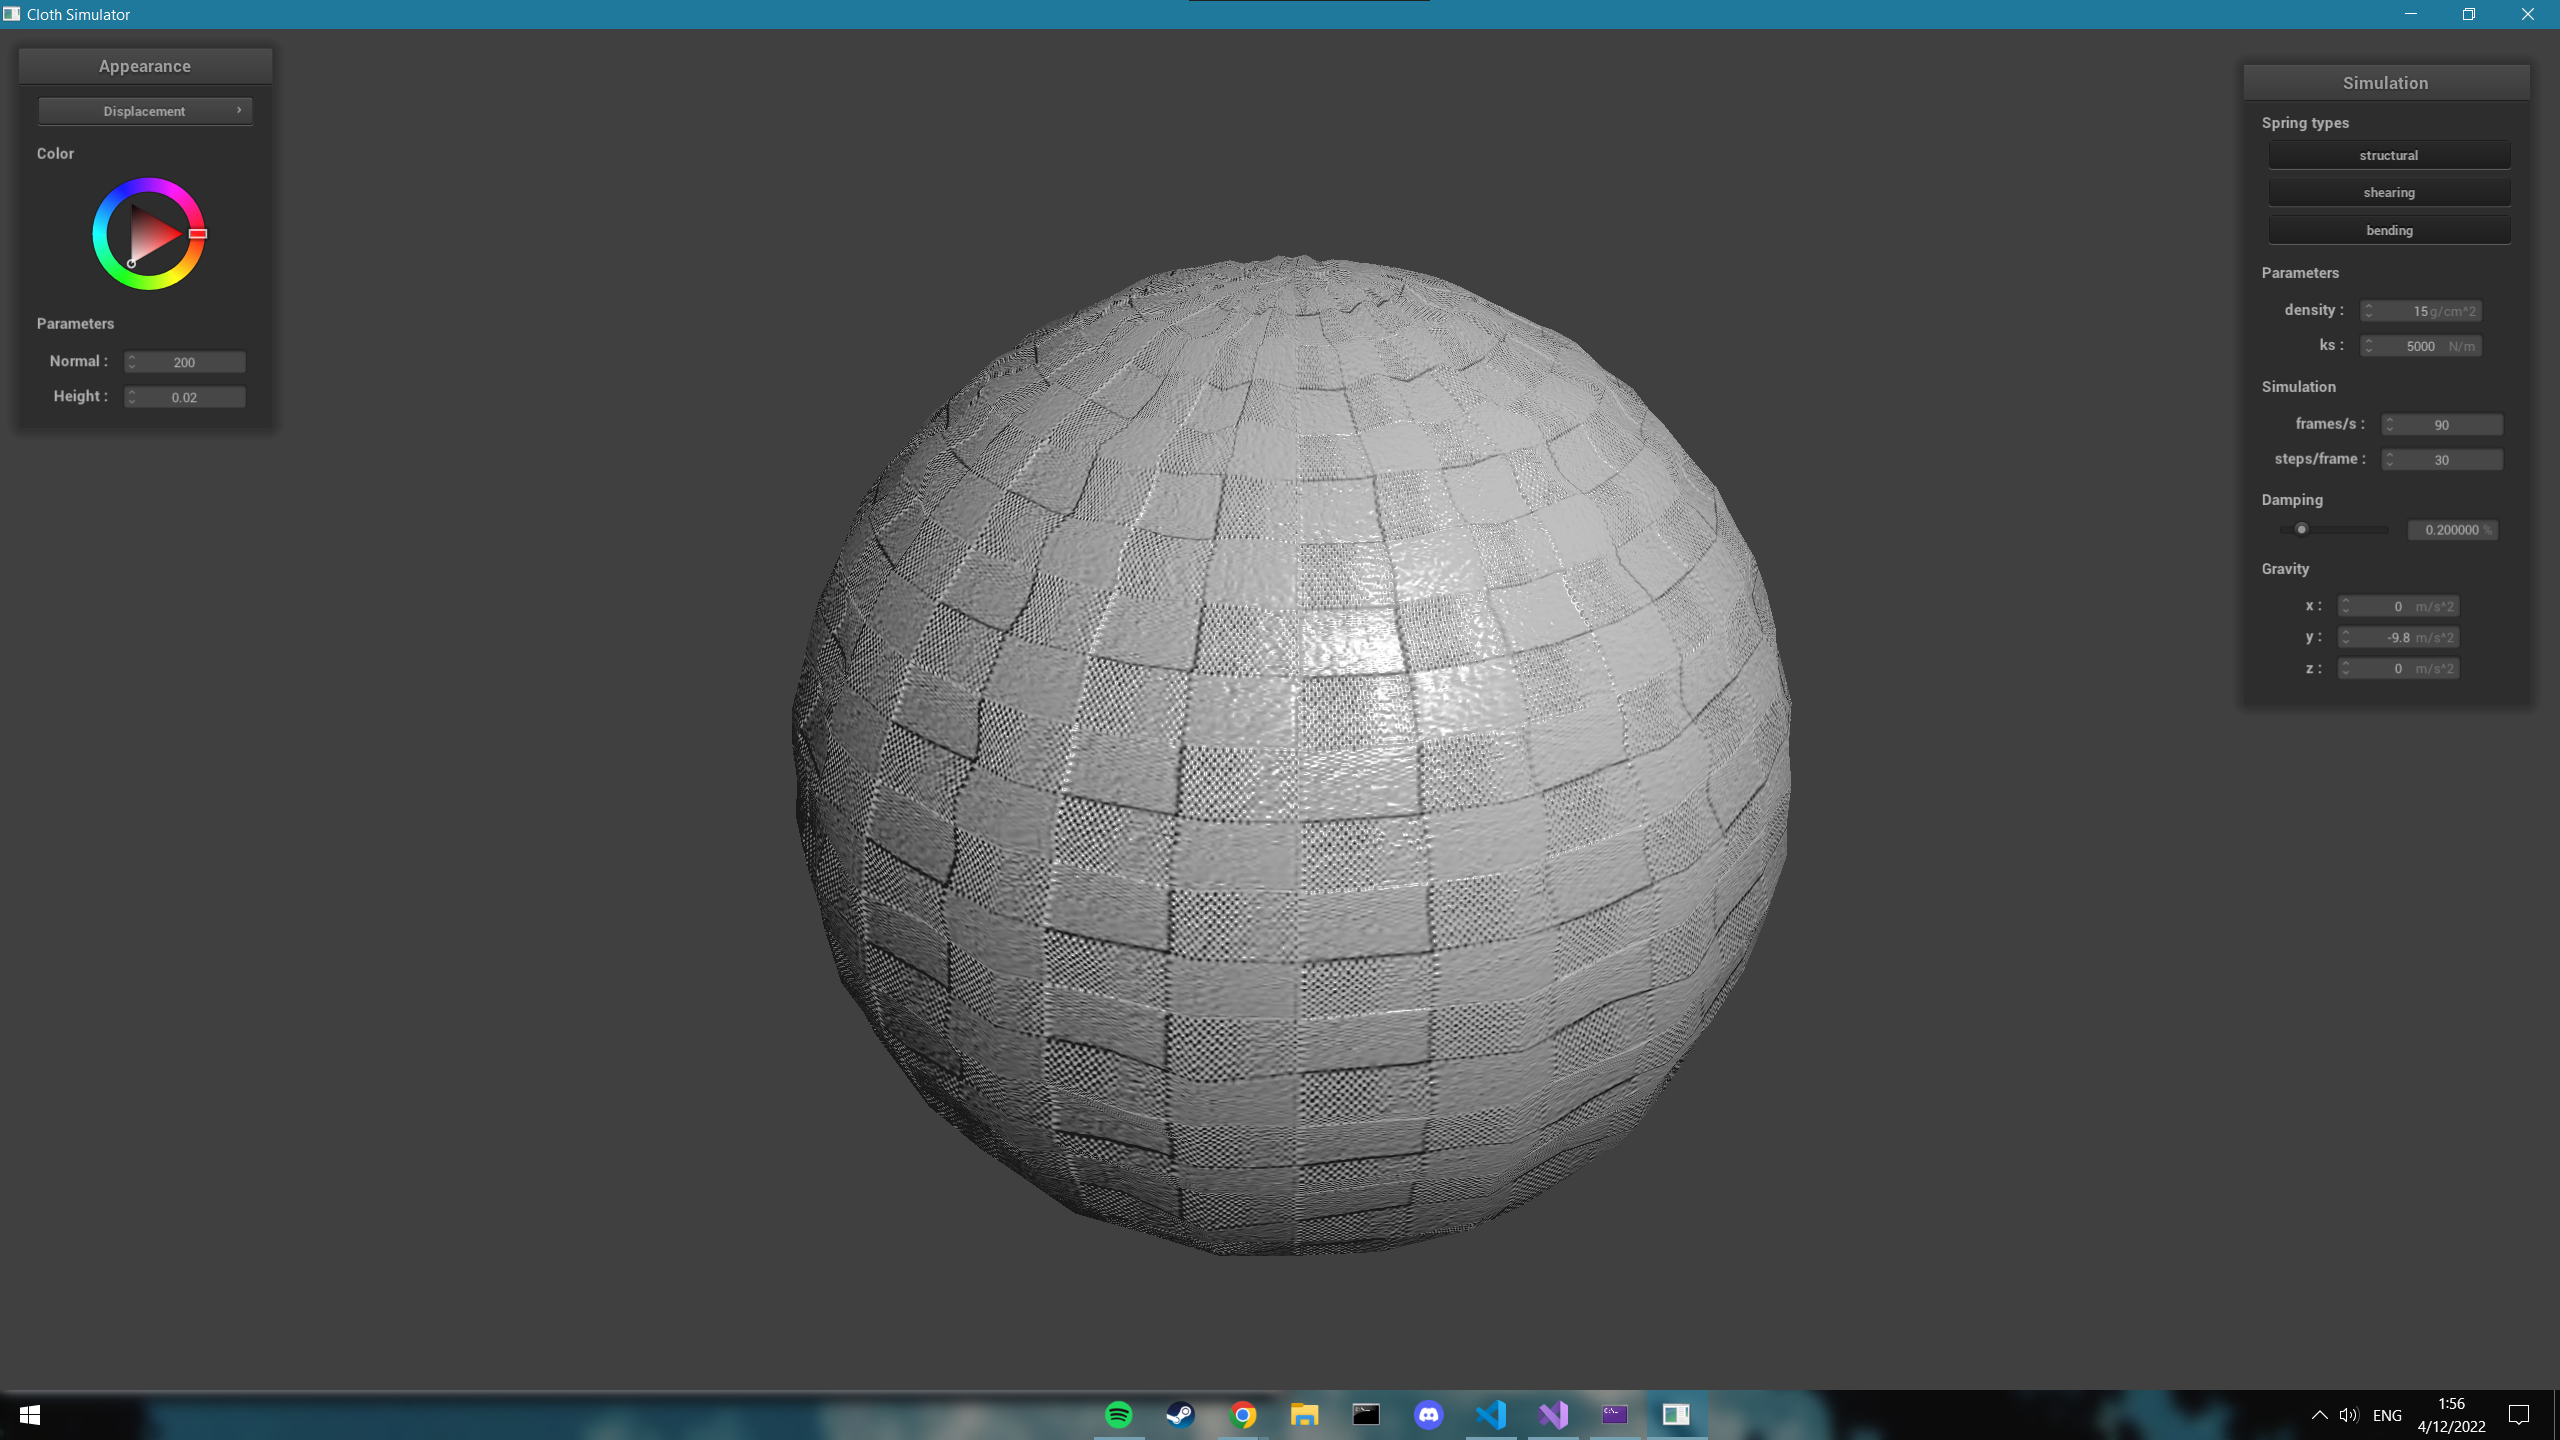 Cloth Simulator
Appearance
Displacement
Color
Parameters
Normal : 200
Height : 0.02
Simulation
Spring types
structural
shearing
bending
Parameters
density : 15 g/cm^2
ks : 5000 N/m
Simulation
frames/s : 90
steps/frame : 30
Damping
0.200000 %
Gravity
x : 0 m/s^2
y : -9.8 m/s^2
z : 0 m/s^2
ENG
1:56
4/12/2022